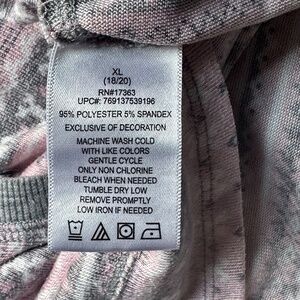 XL
(18/20)
RN#17363
UPC#: 769137539196
95% POLYESTER 5% SPANDEX
EXCLUSIVE OF DECORATION
MACHINE WASH COLD
WITH LIKE COLORS
GENTLE CYCLE
ONLY NON CHLORINE
BLEACH WHEN NEEDED
TUMBLE DRY LOW
REMOVE PROMPTLY
LOW IRON IF NEEDED